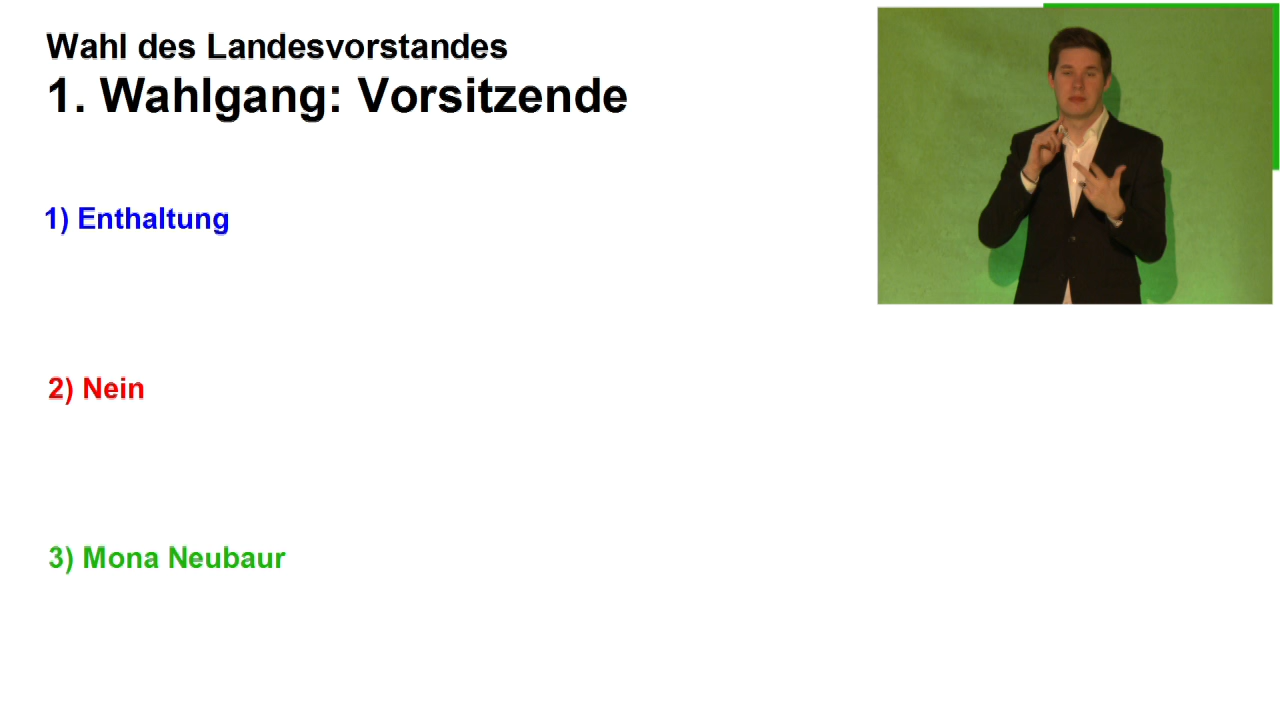 Wahl des Landesvorstandes
1. Wahlgang: Vorsitzende
1) Enthaltung
2) Nein
3) Mona Neubaur